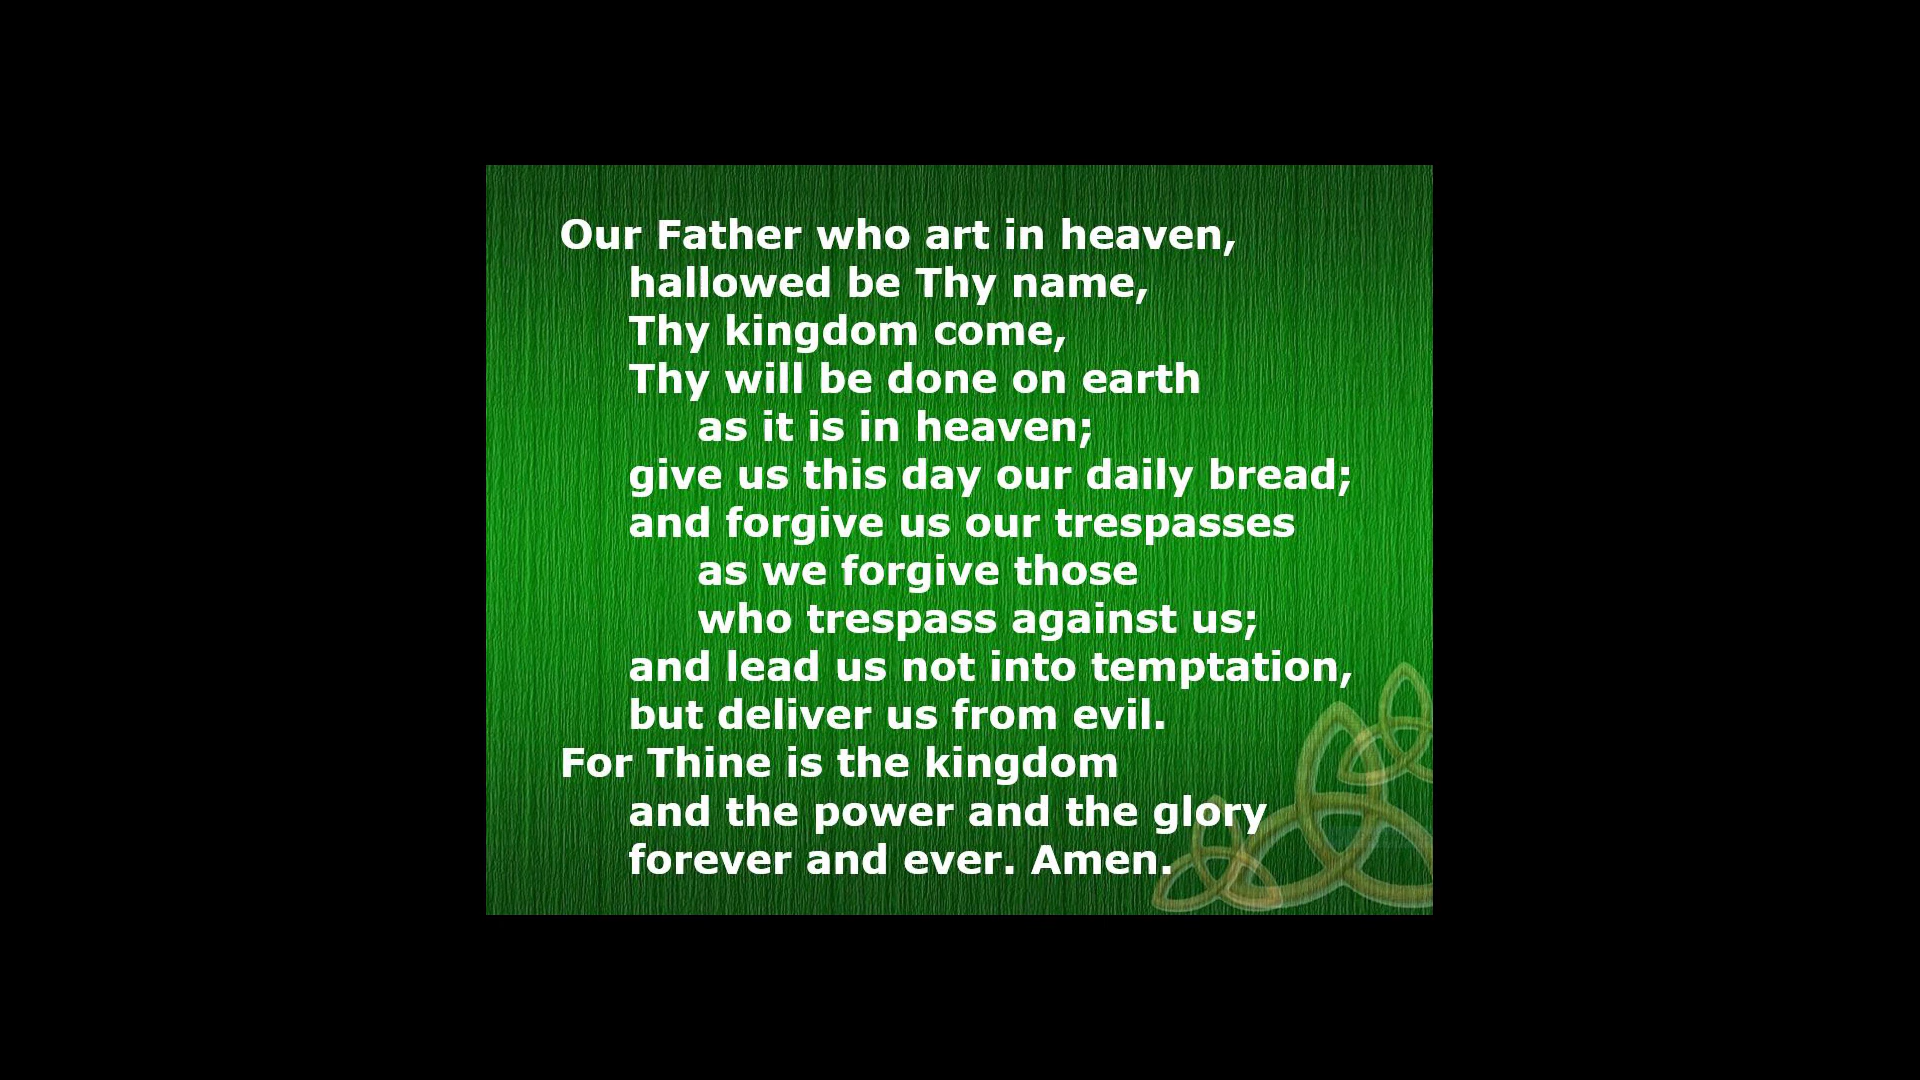 Our Father who art in heaven,
hallowed be Thy name,
Thy kingdom come,
Thy will be done on earth
as it is in heaven;
give us this day our daily bread;
and forgive us our trespasses
as we forgive those
who trespass against us;
and lead us not into temptation,
but deliver us from evil.
For Thine is the kingdom
and the power and the glory
forever and ever. Amen.